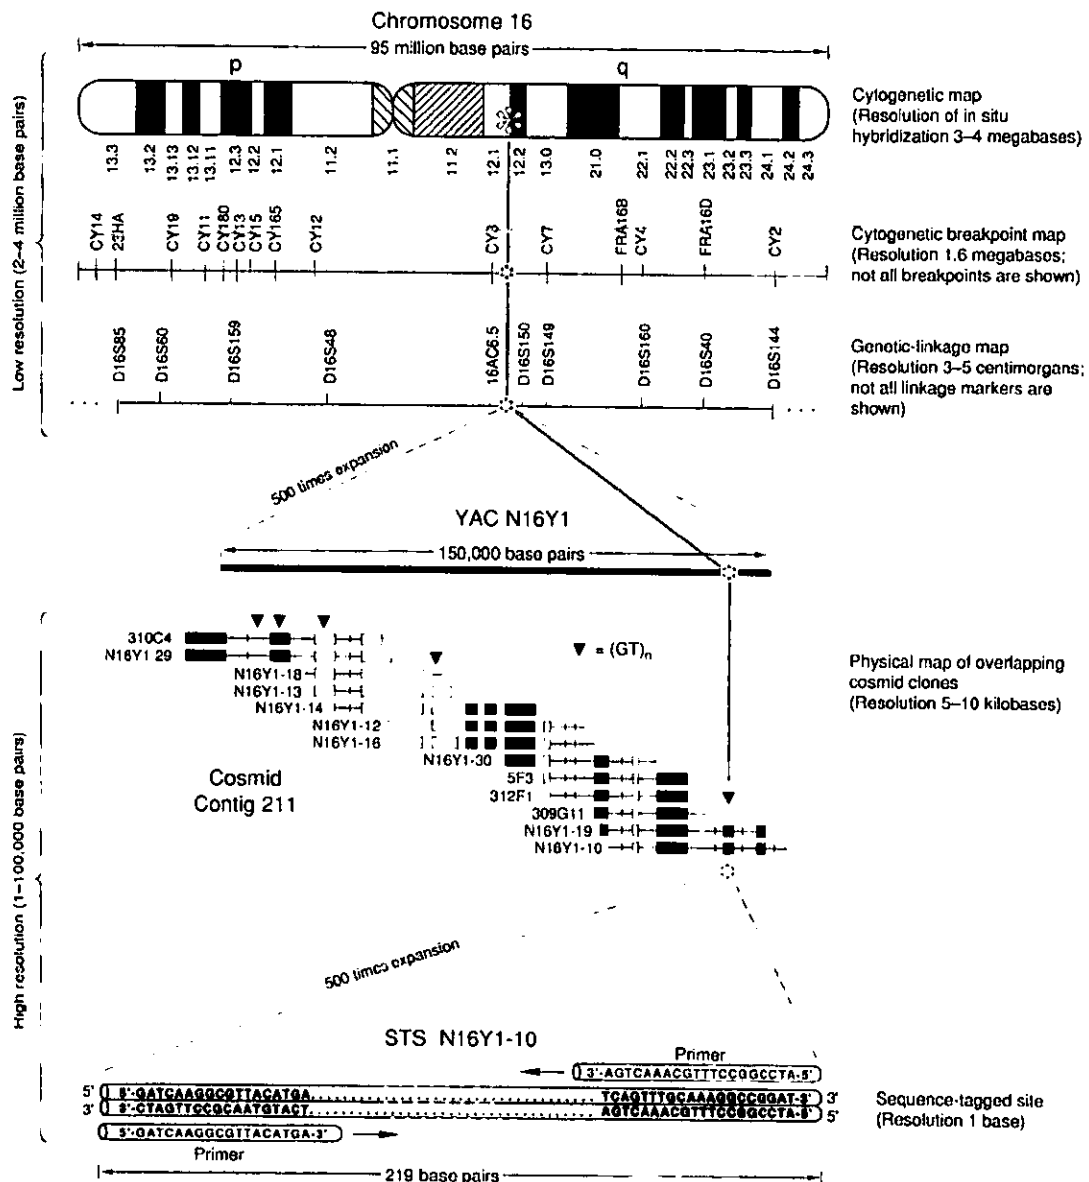 Chromosome 16
95 million base pairs
p
q
13.3
13.2
13.13
13.12
13.11
12.3
12.2
12.1
11.2
11.1
11.2
12.1
12.2
13.0
21.0
22.1
22.2
22.3
23.1
23.2
23.3
24.1
24.2
24.3
Cytogenetic map
(Resolution of in situ
hybridization 3–4 megabases)
Low resolution (2–4 million base pairs)
CY14
23HA
CY19
CY11
CY180
CY13
CY15
CY165
CY12
CY3
CY7
FRA16B
CY4
FRA16D
CY2
Cytogenetic breakpoint map
(Resolution 1.6 megabases;
not all breakpoints are shown)
D16S85
D16S60
D16S159
D16S48
16AC6.5
D16S150
D16S149
D16S160
D16S40
D16S144
Genetic-linkage map
(Resolution 3–5 centimorgans;
not all linkage markers are
shown)
500 times expansion
YAC N16Y1
150,000 base pairs
High resolution (1–100,000 base pairs)
310C4
N16Y1-29
N16Y1-18
N16Y1-13
N16Y1-14
N16Y1-12
N16Y1-16
N16Y1-30
5F3
312F1
309G11
N16Y1-19
N16Y1-10
▼ = (GT)n
Cosmid
Contig 211
Physical map of overlapping
cosmid clones
(Resolution 5–10 kilobases)
500 times expansion
STS N16Y1-10
Primer
3'-AGTCAAACGTTTCCGGCCTA-5'
5' 5'-GATCAAGGCGTTACATGA TCAGTTTGCAAAGGCCGGAT-3' 3'
3' 3'-CTAGTTCCGCAATGTACT AGTCAAACGTTTCCGGCCTA-5' 5'
5'-GATCAAGGCGTTACATGA-3'
Primer
219 base pairs
Sequence-tagged site
(Resolution 1 base)